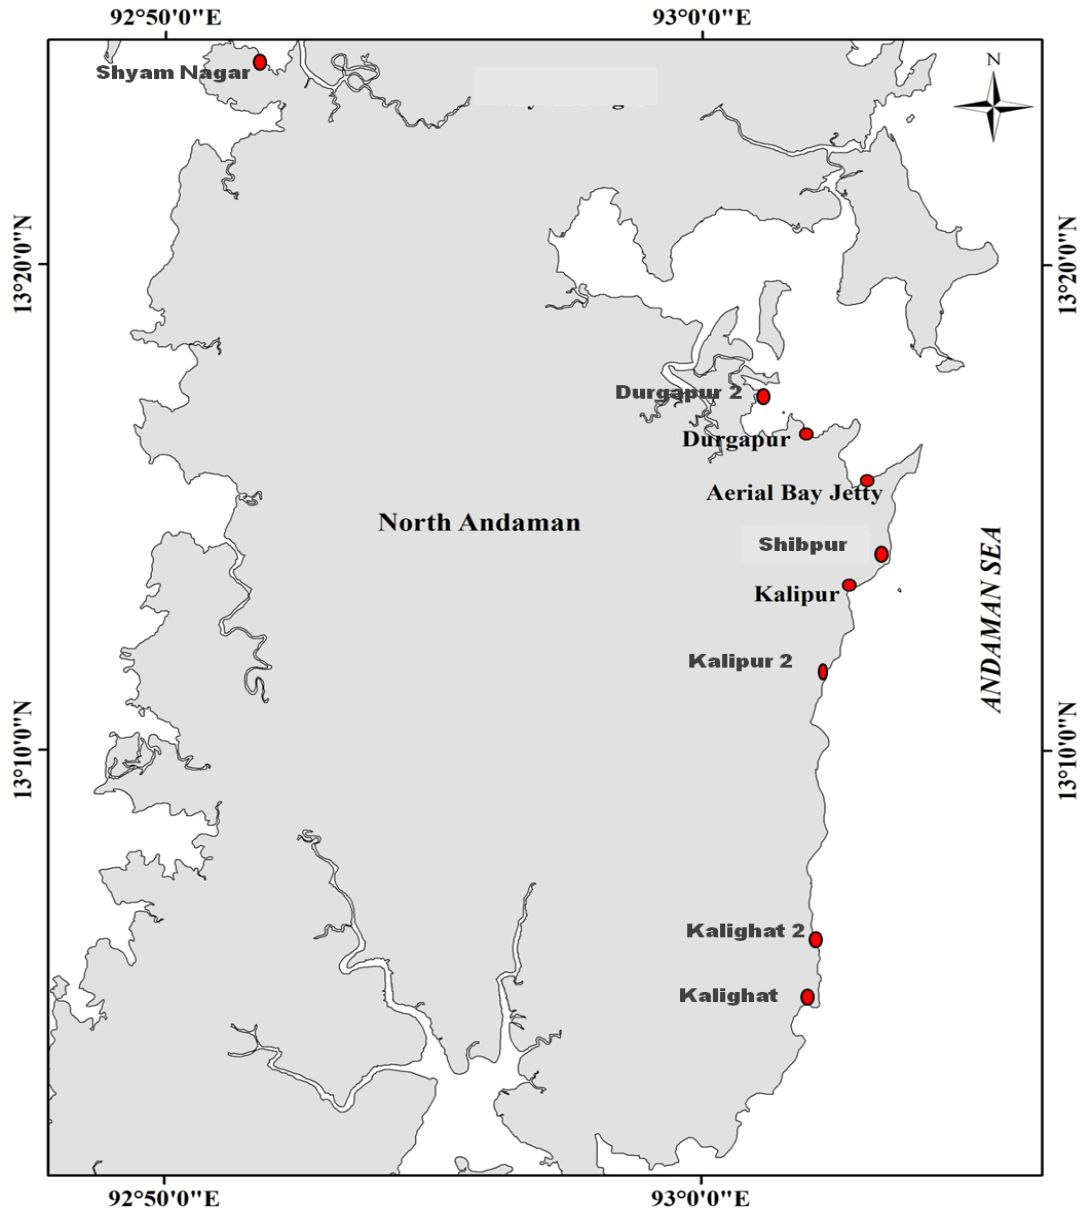 92°50'0"E 93°0'0"E
N
Shyam Nagar
13°20'0"N 13°20'0"N
Durgapur 2
Durgapur
Aerial Bay Jetty
North Andaman
Shibpur
ANDAMAN SEA
Kalipur
Kalipur 2
13°10'0"N 13°10'0"N
Kalighat 2
Kalighat
92°50'0"E 93°0'0"E